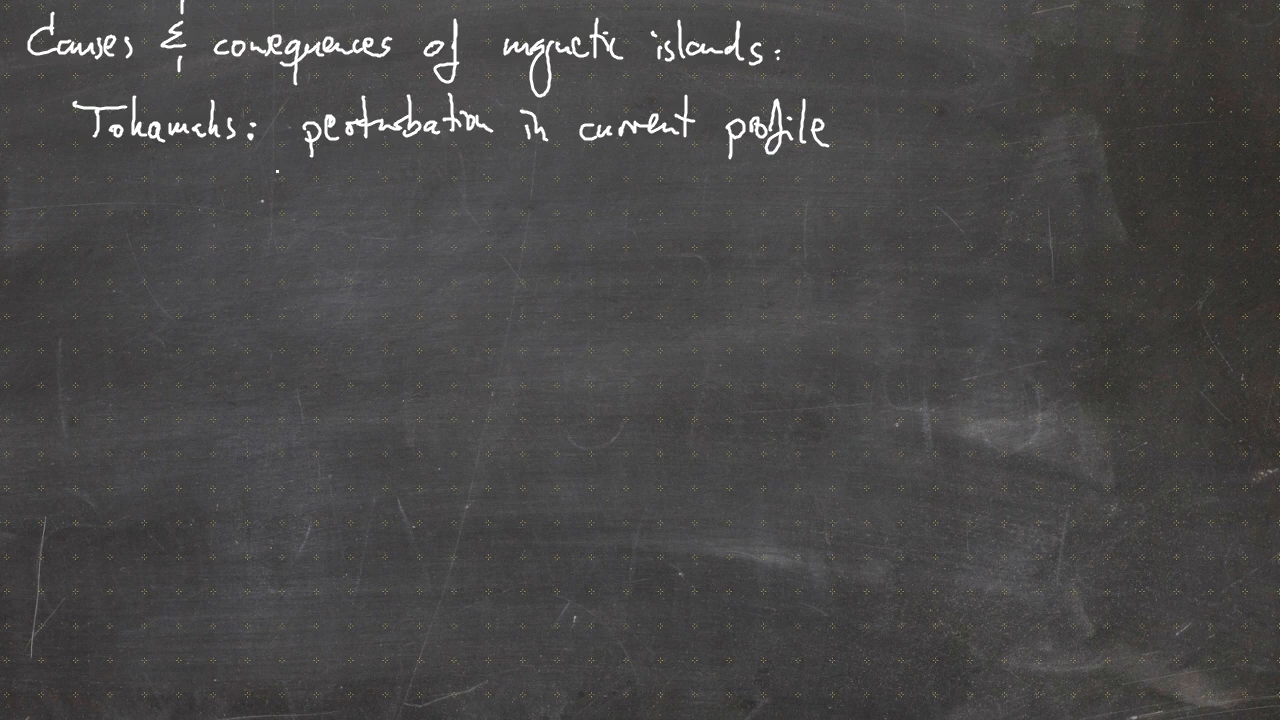 Causes & consequences of magnetic islands:
Tokamaks: perturbation in current profile